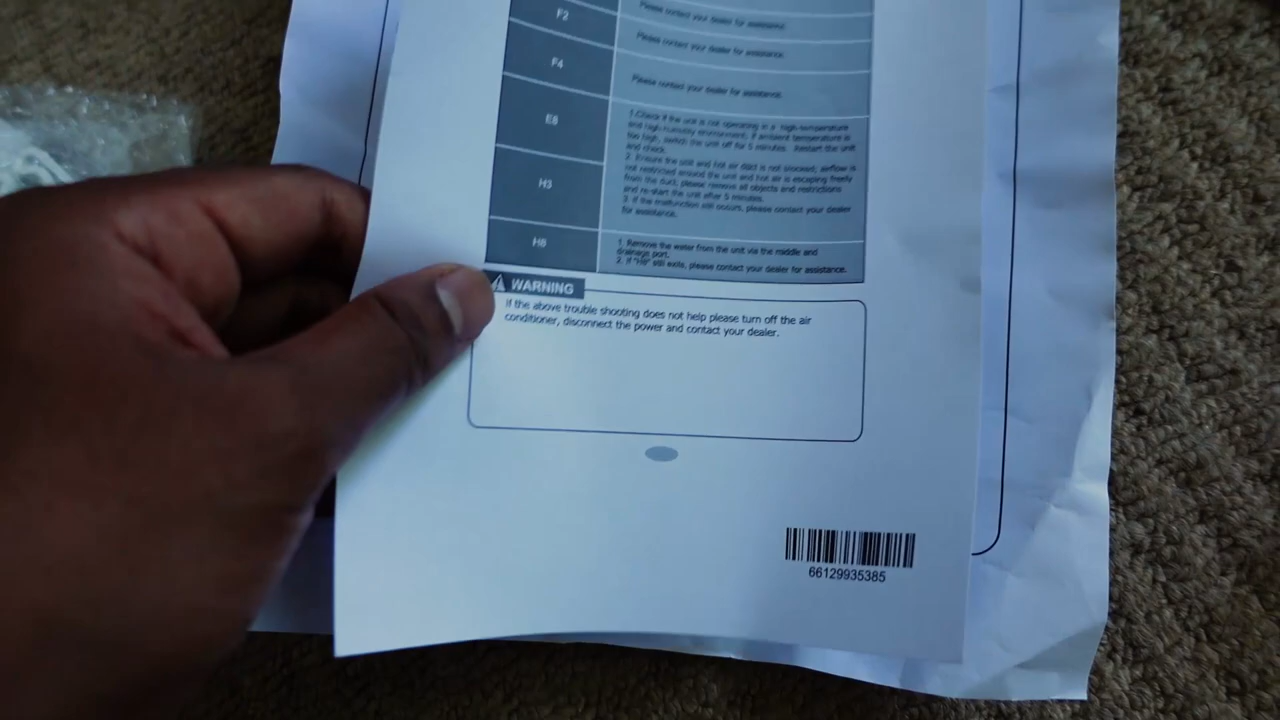 Please contact your dealer for assistance.
F2
Please contact your dealer for assistance.
F4
Please contact your dealer for assistance.
E8
1.Check if the unit is not operating in a high-temperature
and high-humidity environment; if ambient temperature is
too high, switch the unit off for 5 minutes. Restart the unit
and check.
2. Ensure the unit and hot air duct is not blocked, airflow is
not restricted around the unit and hot air is escaping freely
from the duct; please remove all objects and restrictions
and re-start the unit after 5 minutes.
3. If the malfunction still occurs, please contact your dealer
for assistance.
H3
H8
1. Remove the water from the unit via the middle and
drainage port.
2. If "H8" still exits, please contact your dealer for assistance.
WARNING
If the above trouble shooting does not help please turn off the air
conditioner, disconnect the power and contact your dealer.
66129935385